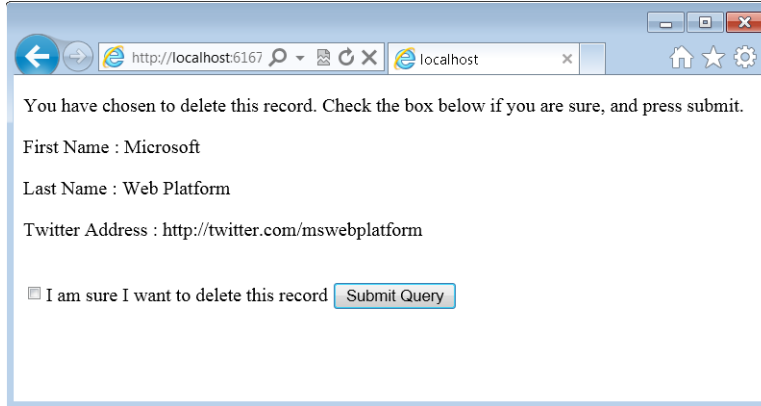 http://localhost:6167
localhost
You have chosen to delete this record. Check the box below if you are sure, and press submit.
First Name : Microsoft
Last Name : Web Platform
Twitter Address : http://twitter.com/mswebplatform
I am sure I want to delete this record Submit Query